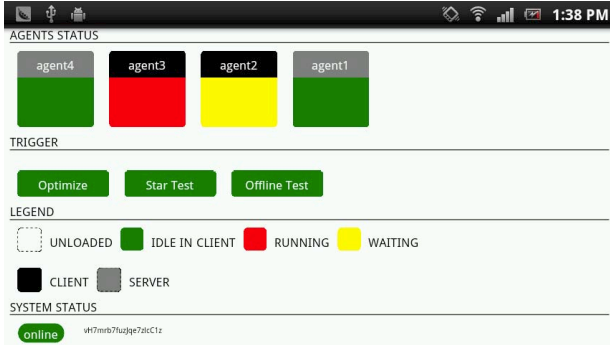 1:38 PM
AGENTS STATUS
agent4 agent3 agent2 agent1
TRIGGER
Optimize Star Test Offline Test
LEGEND
UNLOADED IDLE IN CLIENT RUNNING WAITING
CLIENT SERVER
SYSTEM STATUS
online vH7mrb7fuzJqe7zlcC1z